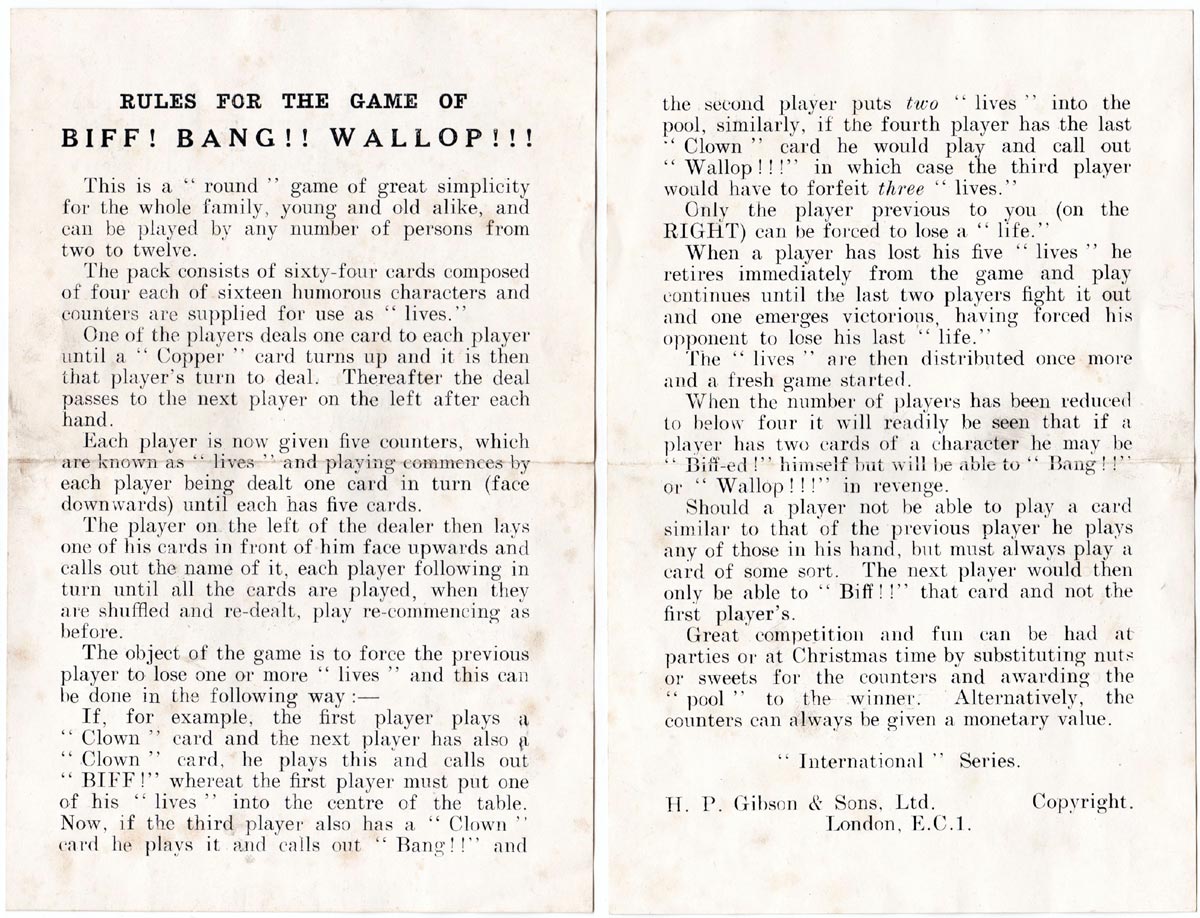 RULES FOR THE GAME OF
BIFF! BANG!! WALLOP!!!
This is a " round " game of great simplicity
for the whole family, young and old alike, and
can be played by any number of persons from
two to twelve.
The pack consists of sixty-four cards composed
of four each of sixteen humorous characters and
counters are supplied for use as " lives."
One of the players deals one card to each player
until a " Copper " card turns up and it is then
that player's turn to deal. Thereafter the deal
passes to the next player on the left after each
hand.
Each player is now given five counters, which
are known as " lives " and playing commences by
each player being dealt one card in turn (face
downwards) until each has five cards.
The player on the left of the dealer then lays
one of his cards in front of him face upwards and
calls out the name of it, each player following in
turn until all the cards are played, when they
are shuffled and re-dealt, play re-commencing as
before.
The object of the game is to force the previous
player to lose one or more " lives " and this can
be done in the following way :—
If, for example, the first player plays a
" Clown " card and the next player has also a
" Clown " card, he plays this and calls out
" BIFF!" whereat the first player must put one
of his " lives " into the centre of the table.
Now, if the third player also has a " Clown "
card he plays it and calls out " Bang!!" and
the second player puts two " lives " into the
pool, similarly, if the fourth player has the last
" Clown " card he would play and call out
" Wallop!!!" in which case the third player
would have to forfeit three " lives."
Only the player previous to you (on the
RIGHT) can be forced to lose a " life."
When a player has lost his five " lives " he
retires immediately from the game and play
continues until the last two players fight it out
and one emerges victorious, having forced his
opponent to lose his last " life."
The " lives " are then distributed once more
and a fresh game started.
When the number of players has been reduced
to below four it will readily be seen that if a
player has two cards of a character he may be
" Biff-ed!" himself but will be able to " Bang!!"
or " Wallop!!!" in revenge.
Should a player not be able to play a card
similar to that of the previous player he plays
any of those in his hand, but must always play a
card of some sort. The next player would then
only be able to " Biff!!" that card and not the
first player's.
Great competition and fun can be had at
parties or at Christmas time by substituting nuts
or sweets for the counters and awarding the
" pool " to the winner. Alternatively, the
counters can always be given a monetary value.
" International " Series.
H. P. Gibson & Sons, Ltd. Copyright.
London, E.C.1.